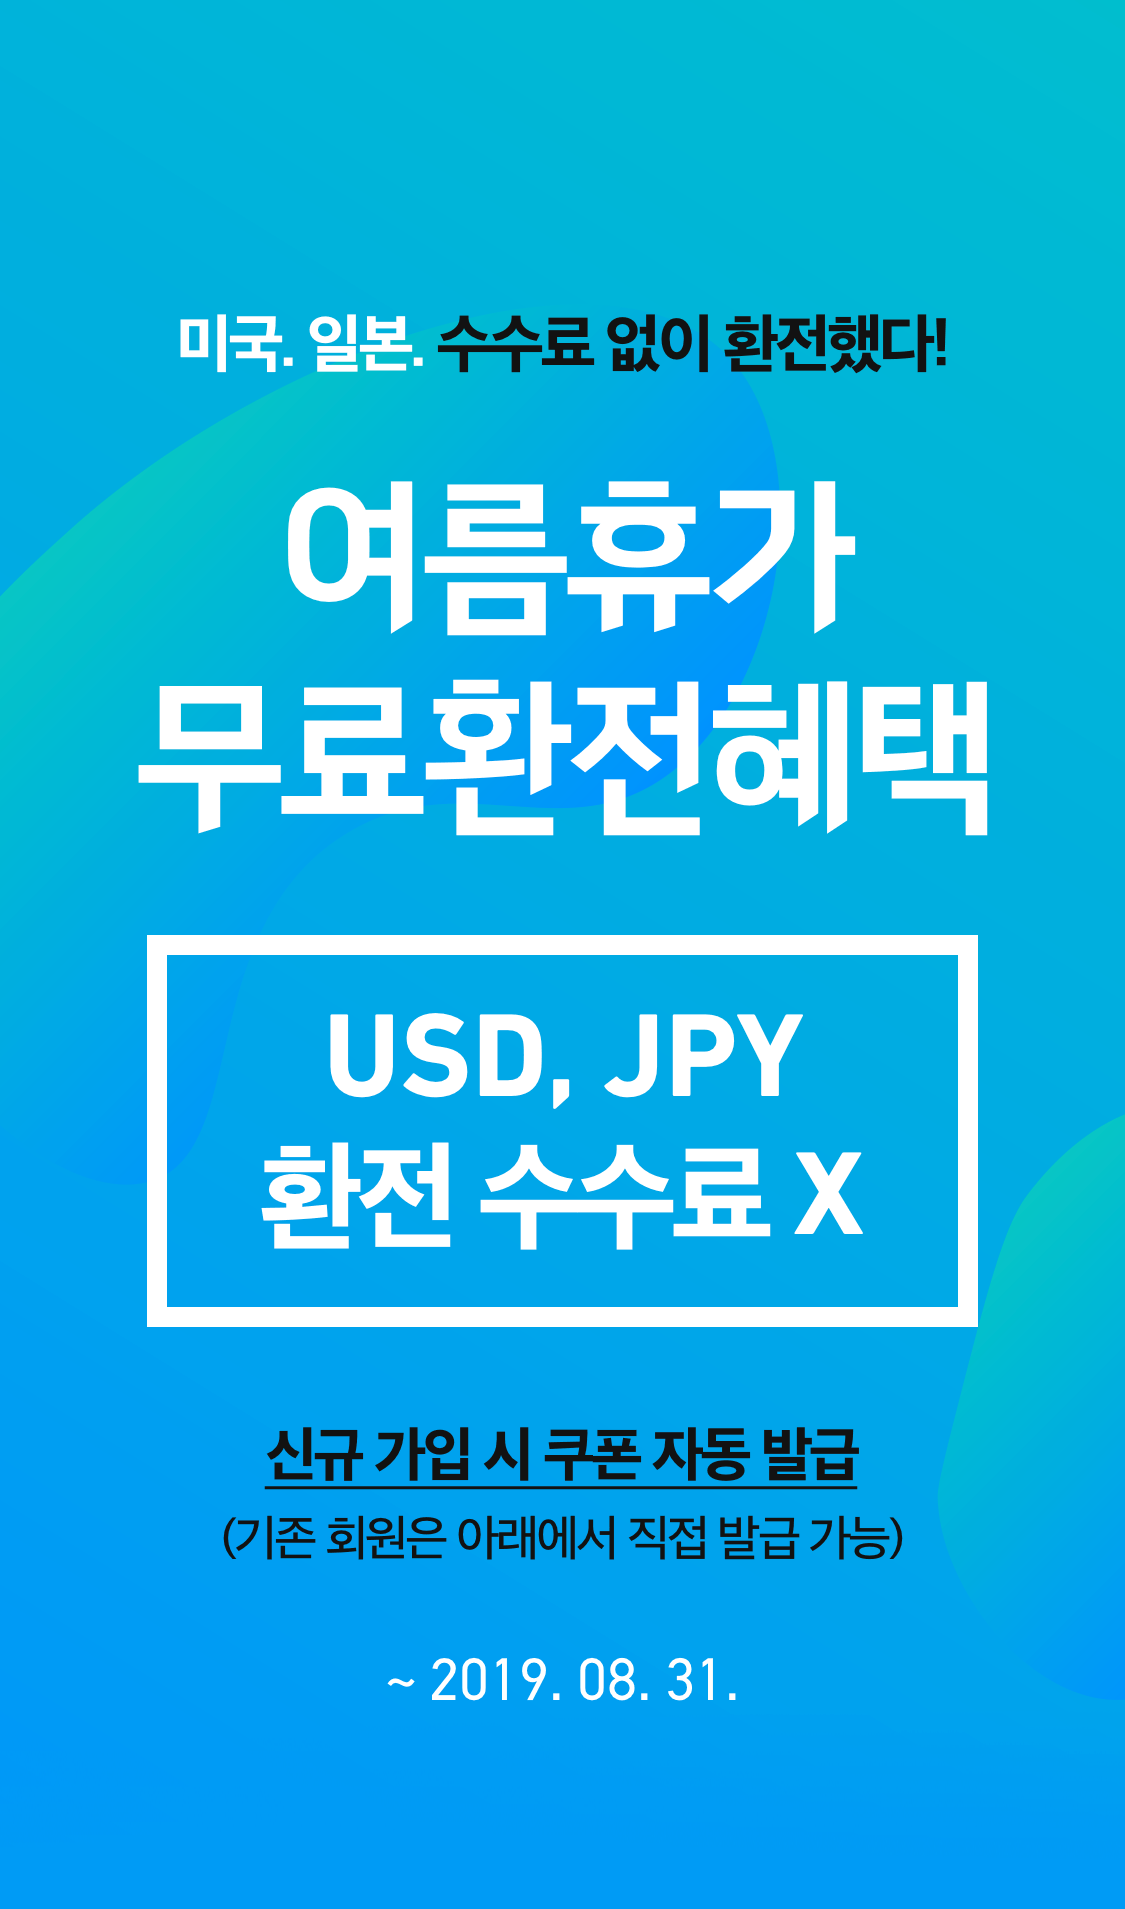 미국. 일본. 수수료 없이 환전했다!
여름휴가
무료환전혜택
USD, JPY
환전 수수료 X
신규 가입 시 쿠폰 자동 발급
(기존 회원은 아래에서 직접 발급 가능)
~ 2019. 08. 31.